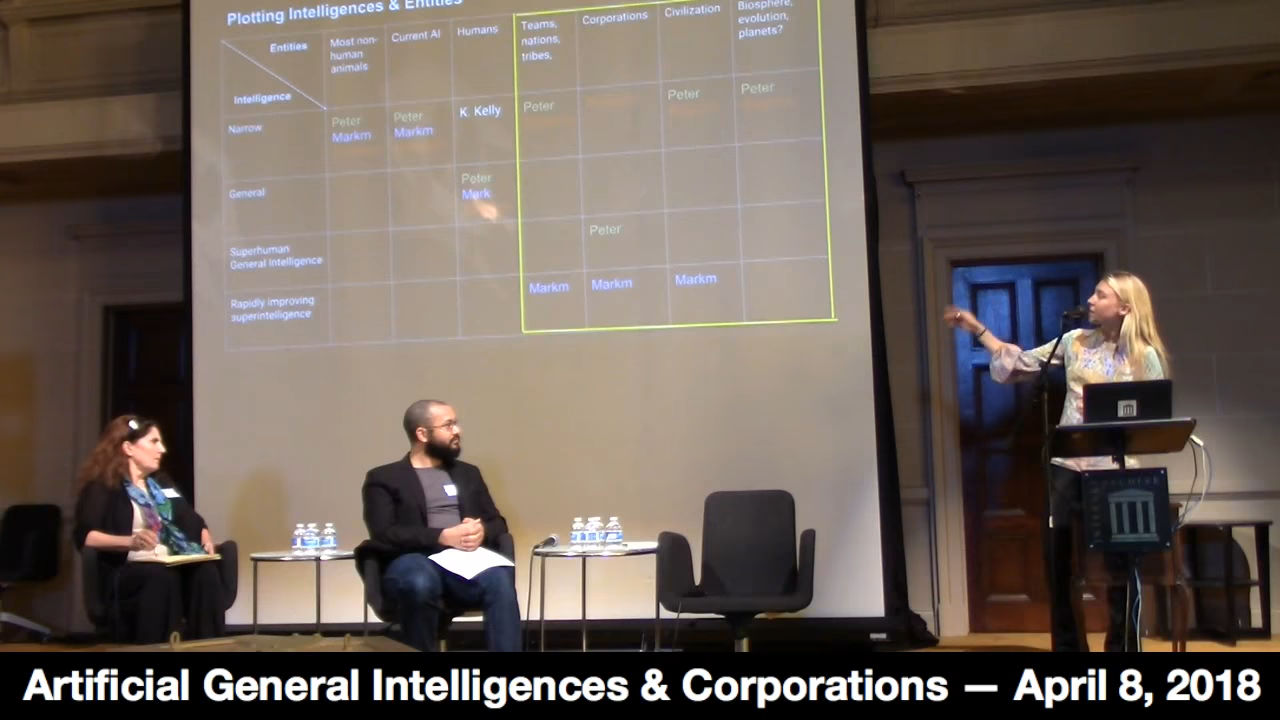 Plotting Intelligences & Entities
Entities
Intelligence
Most non-
human
animals
Current AI
Humans
Teams,
nations,
tribes,
Corporations
Civilization
Biosphere,
evolution,
planets?
Narrow
Peter
Markm
Peter
Markm
K. Kelly
Peter
Peter
Peter
General
Peter
Mark
Superhuman
General Intelligence
Peter
Rapidly improving
superintelligence
Markm
Markm
Markm
Artificial General Intelligences & Corporations — April 8, 2018